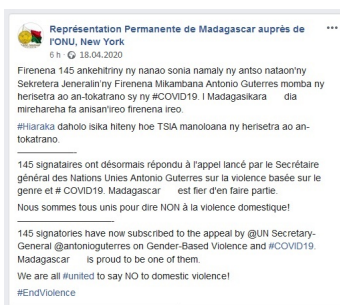 Représentation Permanente de Madagascar auprès de
l'ONU, New York
6 h · 18.04.2020
Firenena 145 ankehitriny ny nanao sonia namaly ny antso nataon'ny
Sekretera Jeneralin'ny Firenena Mikambana Antonio Guterres momba ny
herisetra ao an-tokatrano sy ny #COVID19. I Madagasikara dia
mirehareha fa anisan'ireo firenena ireo.
#Hiaraka daholo isika hiteny hoe TSIA manoloana ny herisetra ao an-
tokatrano.
145 signataires ont désormais répondu à l'appel lancé par le Secrétaire
général des Nations Unies Antonio Guterres sur la violence basée sur le
genre et # COVID19. Madagascar est fier d'en faire partie.
Nous sommes tous unis pour dire NON à la violence domestique!
145 signatories have now subscribed to the appeal by @UN Secretary-
General @antonioguterres on Gender-Based Violence and #COVID19.
Madagascar is proud to be one of them.
We are all #united to say NO to domestic violence!
#EndViolence